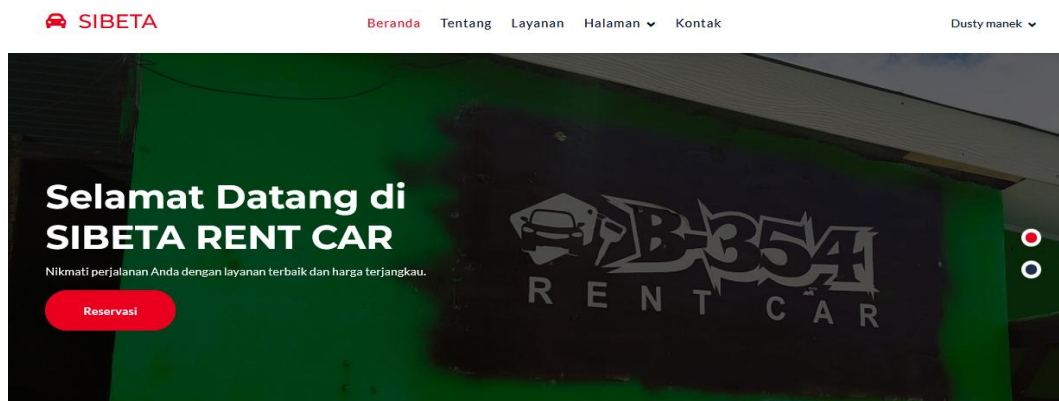 SIBETA
Beranda Tentang Layanan Halaman Kontak
Dusty manek
Selamat Datang di
SIBETA RENT CAR
Nikmati perjalanan Anda dengan layanan terbaik dan harga terjangkau.
Reservasi
B-354
RENT CAR